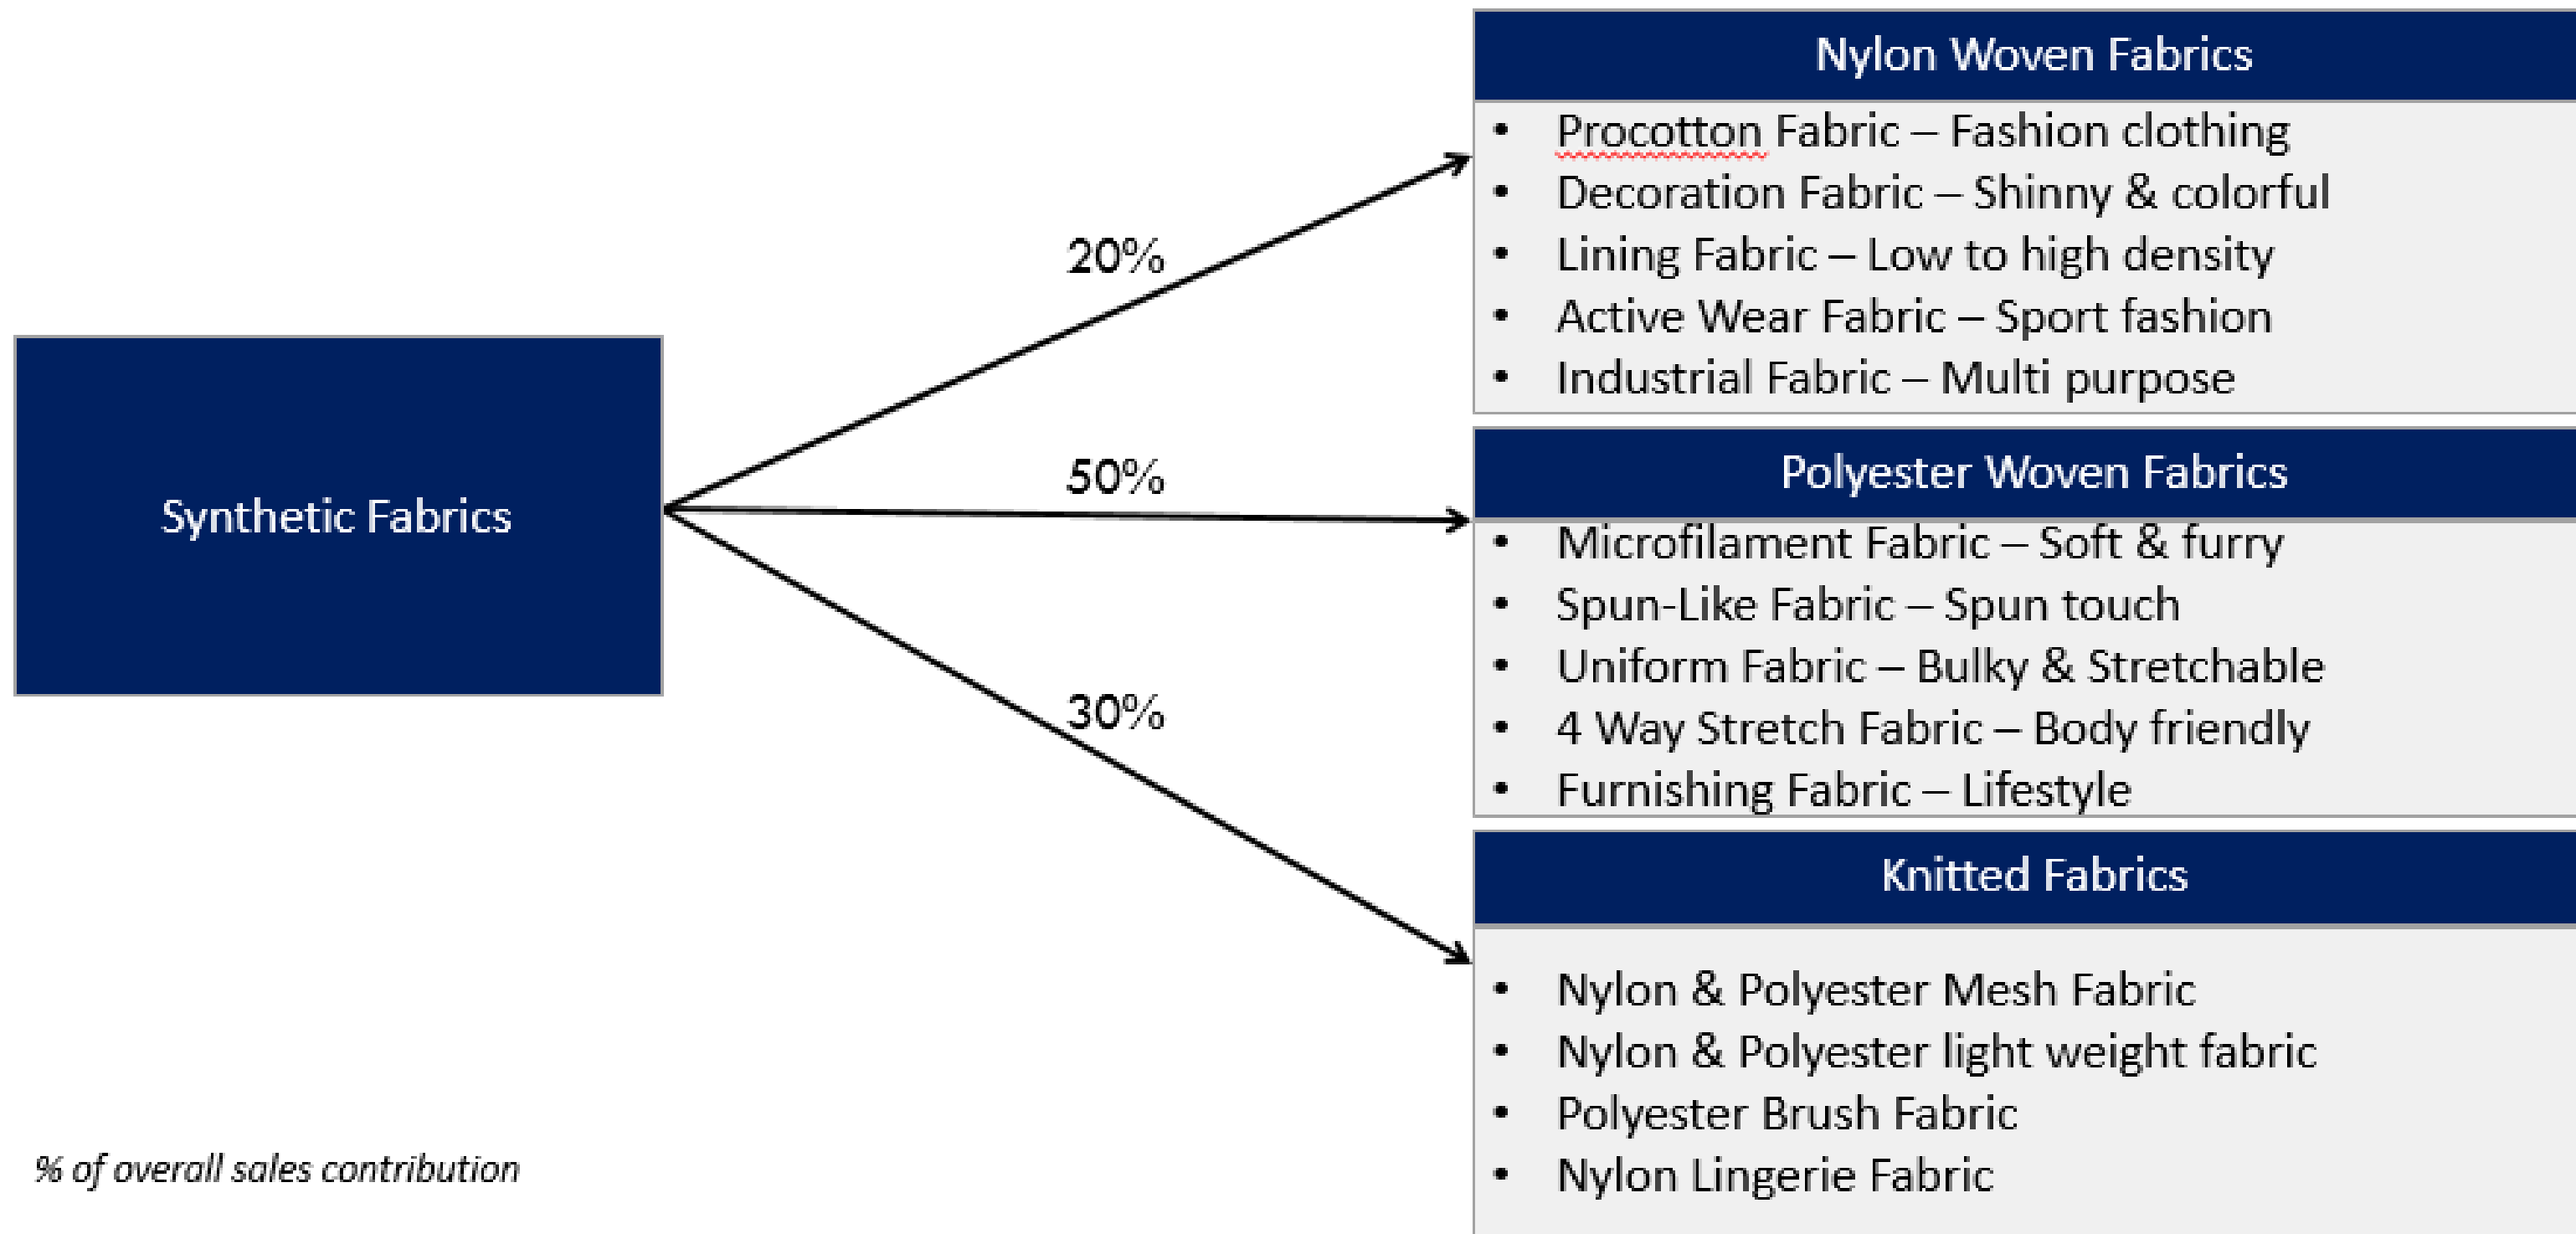 Nylon Woven Fabrics
• Procotton Fabric – Fashion clothing
• Decoration Fabric – Shinny & colorful
• Lining Fabric – Low to high density
• Active Wear Fabric – Sport fashion
• Industrial Fabric – Multi purpose
20%
50%
30%
Synthetic Fabrics
Polyester Woven Fabrics
• Microfilament Fabric – Soft & furry
• Spun-Like Fabric – Spun touch
• Uniform Fabric – Bulky & Stretchable
• 4 Way Stretch Fabric – Body friendly
• Furnishing Fabric – Lifestyle
Knitted Fabrics
• Nylon & Polyester Mesh Fabric
• Nylon & Polyester light weight fabric
• Polyester Brush Fabric
• Nylon Lingerie Fabric
% of overall sales contribution